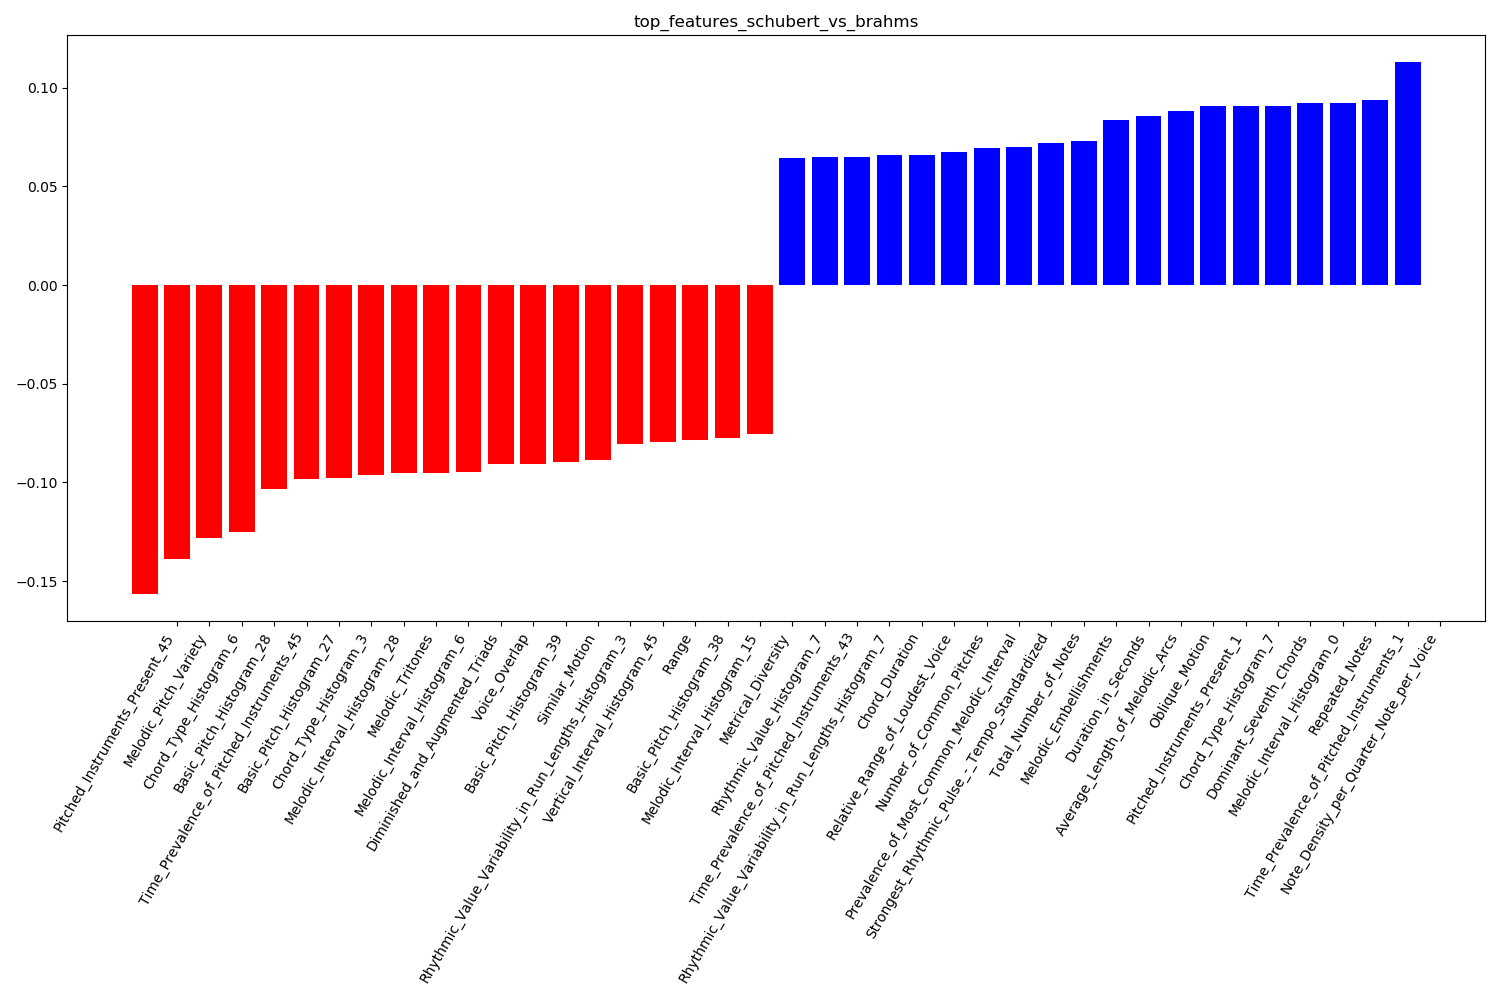 top_features_schubert_vs_brahms
0.10
0.05
0.00
−0.05
−0.10
−0.15
Pitched_Instruments_Present_45
Melodic_Pitch_Variety
Chord_Type_Histogram_6
Basic_Pitch_Histogram_28
Time_Prevalence_of_Pitched_Instruments_45
Basic_Pitch_Histogram_27
Chord_Type_Histogram_3
Melodic_Interval_Histogram_28
Melodic_Tritones
Melodic_Interval_Histogram_6
Diminished_and_Augmented_Triads
Voice_Overlap
Basic_Pitch_Histogram_39
Similar_Motion
Rhythmic_Value_Variability_in_Run_Lengths_Histogram_3
Vertical_Interval_Histogram_45
Range
Basic_Pitch_Histogram_38
Melodic_Interval_Histogram_15
Metrical_Diversity
Rhythmic_Value_Histogram_7
Time_Prevalence_of_Pitched_Instruments_43
Rhythmic_Value_Variability_in_Run_Lengths_Histogram_7
Chord_Duration
Relative_Range_of_Loudest_Voice
Number_of_Common_Pitches
Prevalence_of_Most_Common_Melodic_Interval
Strongest_Rhythmic_Pulse_-_Tempo_Standardized
Total_Number_of_Notes
Melodic_Embellishments
Duration_in_Seconds
Average_Length_of_Melodic_Arcs
Oblique_Motion
Pitched_Instruments_Present_1
Chord_Type_Histogram_7
Dominant_Seventh_Chords
Melodic_Interval_Histogram_0
Repeated_Notes
Time_Prevalence_of_Pitched_Instruments_1
Note_Density_per_Quarter_Note_per_Voice